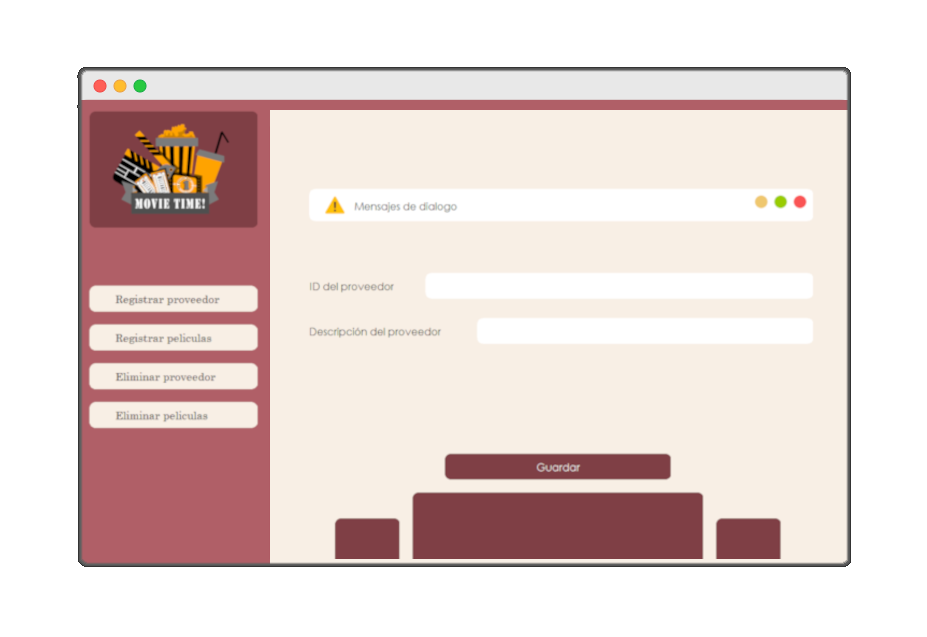 MOVIE TIME!
Registrar proveedor
Registrar peliculas
Eliminar proveedor
Eliminar peliculas
Mensajes de dialogo
ID del proveedor
Descripción del proveedor
Guardar